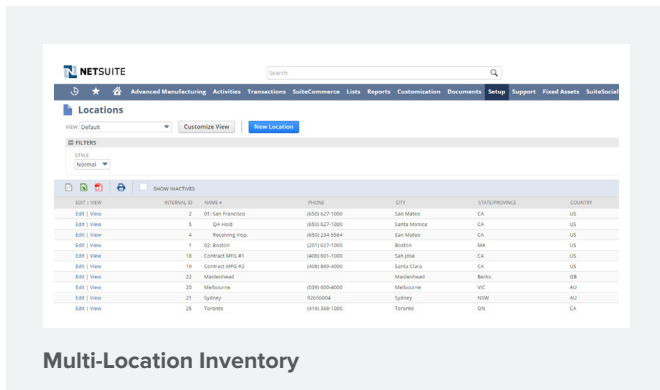 NETSUITE
Search
Advanced Manufacturing Activities Transactions SuiteCommerce Lists Reports Customization Documents Setup Support Fixed Assets SuiteSocial
Locations
VIEW Default Customize View New Location
FILTERS
STYLE
Normal
SHOW INACTIVES
EDIT | VIEW INTERNAL ID NAME PHONE CITY STATE/PROVINCE COUNTRY
Edit | View 2 01: San Francisco (650) 627-1000 San Mateo CA US
Edit | View 5 QA Hold (650) 627-1000 Santa Monica CA US
Edit | View 4 Receiving Insp. (650) 234-5564 San Mateo CA US
Edit | View 1 02: Boston (201) 627-1000 Boston MA US
Edit | View 18 Contract MFG #1 (408) 601-1000 San Jose CA US
Edit | View 19 Contract MFG #2 (408) 869-4000 Santa Clara CA US
Edit | View 22 Maidenhead Maidenhead Berks. GB
Edit | View 20 Melbourne (039) 600-4000 Melbourne VIC AU
Edit | View 21 Sydney 92656004 Sydney NSW AU
Edit | View 25 Toronto (416) 368-1000 Toronto ON CA
Multi-Location Inventory